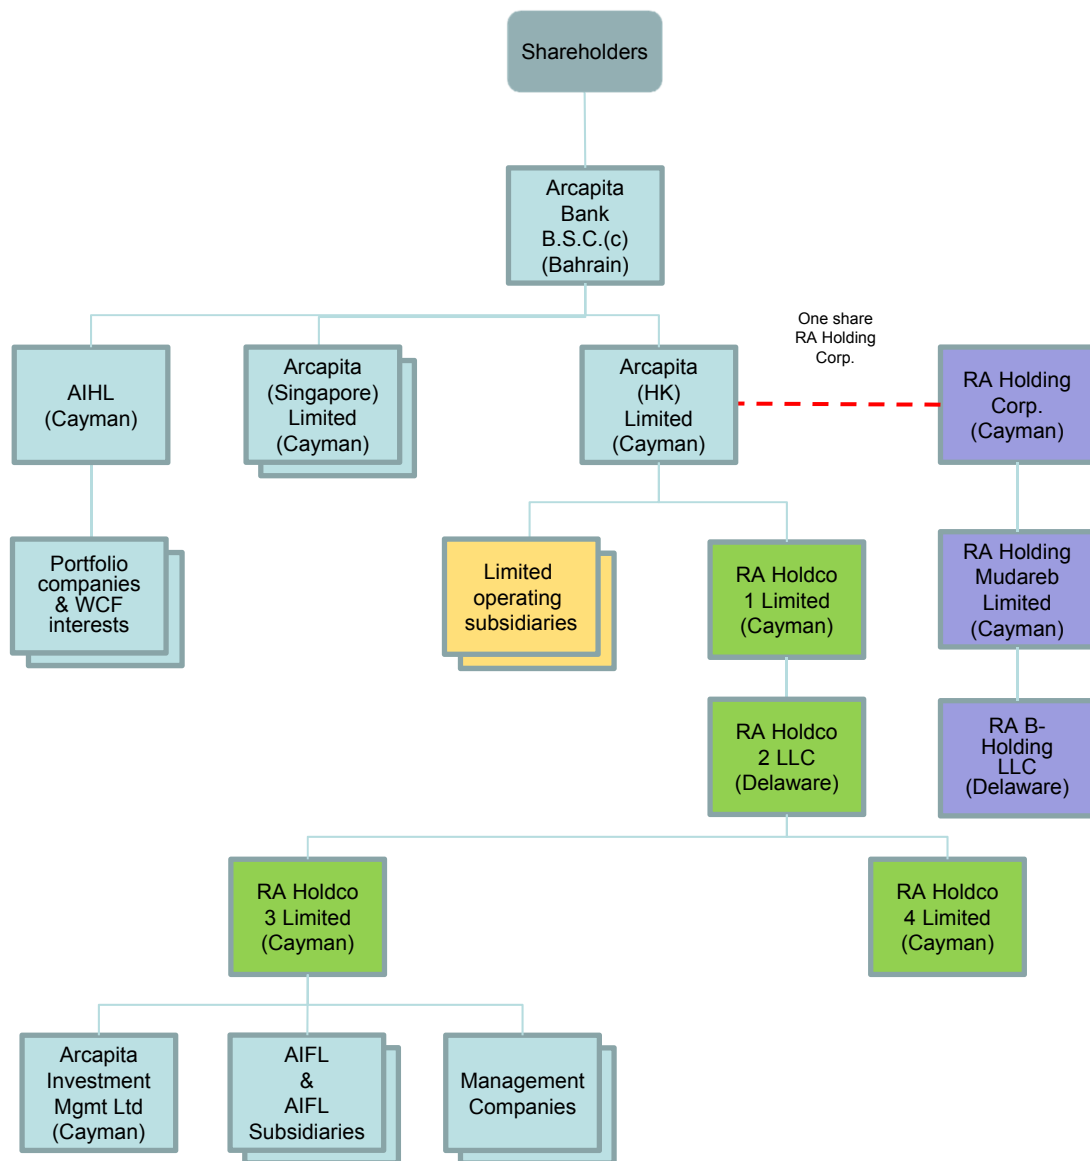 Shareholders
Arcapita
Bank
B.S.C.(c)
(Bahrain)
One share
RA Holding
Corp.
AIHL
(Cayman)
Arcapita
(Singapore)
Limited
(Cayman)
Arcapita
(HK)
Limited
(Cayman)
RA Holding
Corp.
(Cayman)
Portfolio
companies
& WCF
interests
Limited
operating
subsidiaries
RA Holdco
1 Limited
(Cayman)
RA Holding
Mudareb
Limited
(Cayman)
RA Holdco
2 LLC
(Delaware)
RA B-
Holding
LLC
(Delaware)
RA Holdco
3 Limited
(Cayman)
RA Holdco
4 Limited
(Cayman)
Arcapita
Investment
Mgmt Ltd
(Cayman)
AIFL
&
AIFL
Subsidiaries
Management
Companies